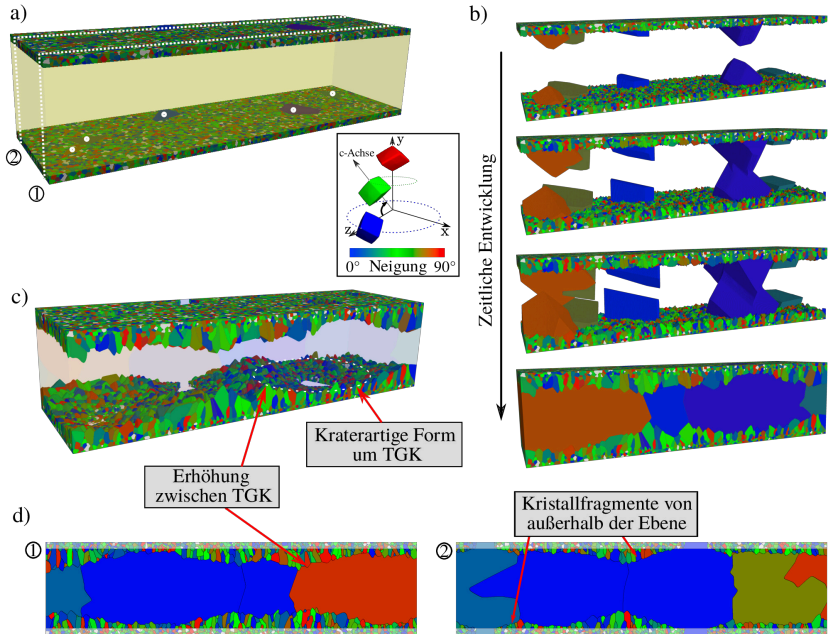 a)
②
①
b)
Zeitliche Entwicklung
y
c-Achse
z
x
0° Neigung 90°
c)
Kraterartige Form
um TGK
Erhöhung
zwischen TGK
Kristallfragmente von
außerhalb der Ebene
d)
①
②